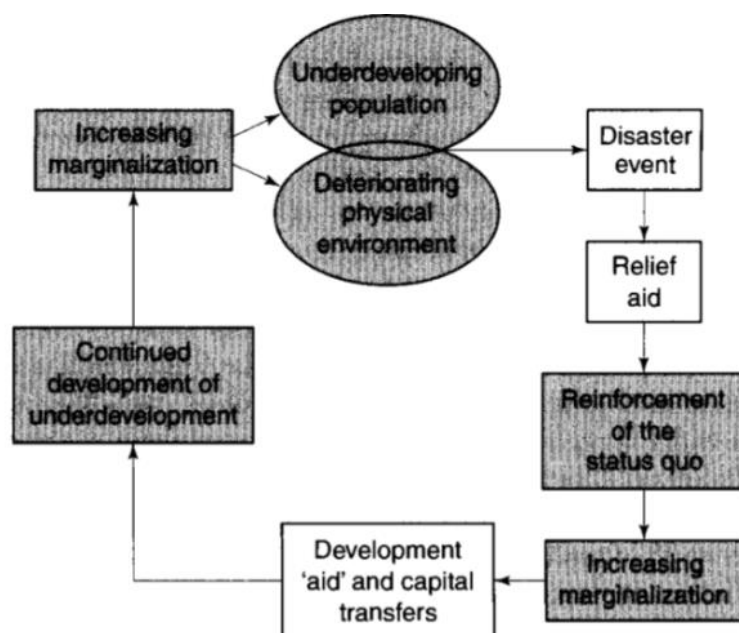 Underdeveloping
population
Increasing
marginalization
Deteriorating
physical
environment
Disaster
event
Relief
aid
Continued
development of
underdevelopment
Reinforcement
of the
status quo
Development
‘aid’ and capital
transfers
Increasing
marginalization